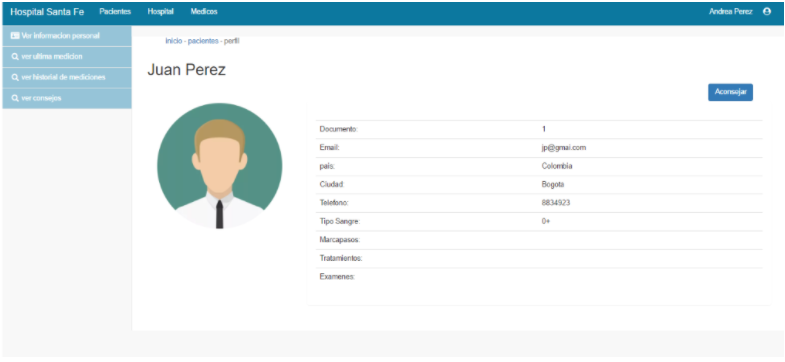 Hospital Santa Fe Pacientes Hospital Medicos Andrea Perez
Ver Informacion personal
ver ultima medicion
ver historial de mediciones
ver consejos
Inicio - pacientes - perfil
Juan Perez
Aconsejar
Documento: 1
Email: jp@gmai.com
pais: Colombia
Ciudad: Bogota
Telefono: 8834923
Tipo Sangre: 0+
Marcapasos:
Tratamientos:
Examenes: